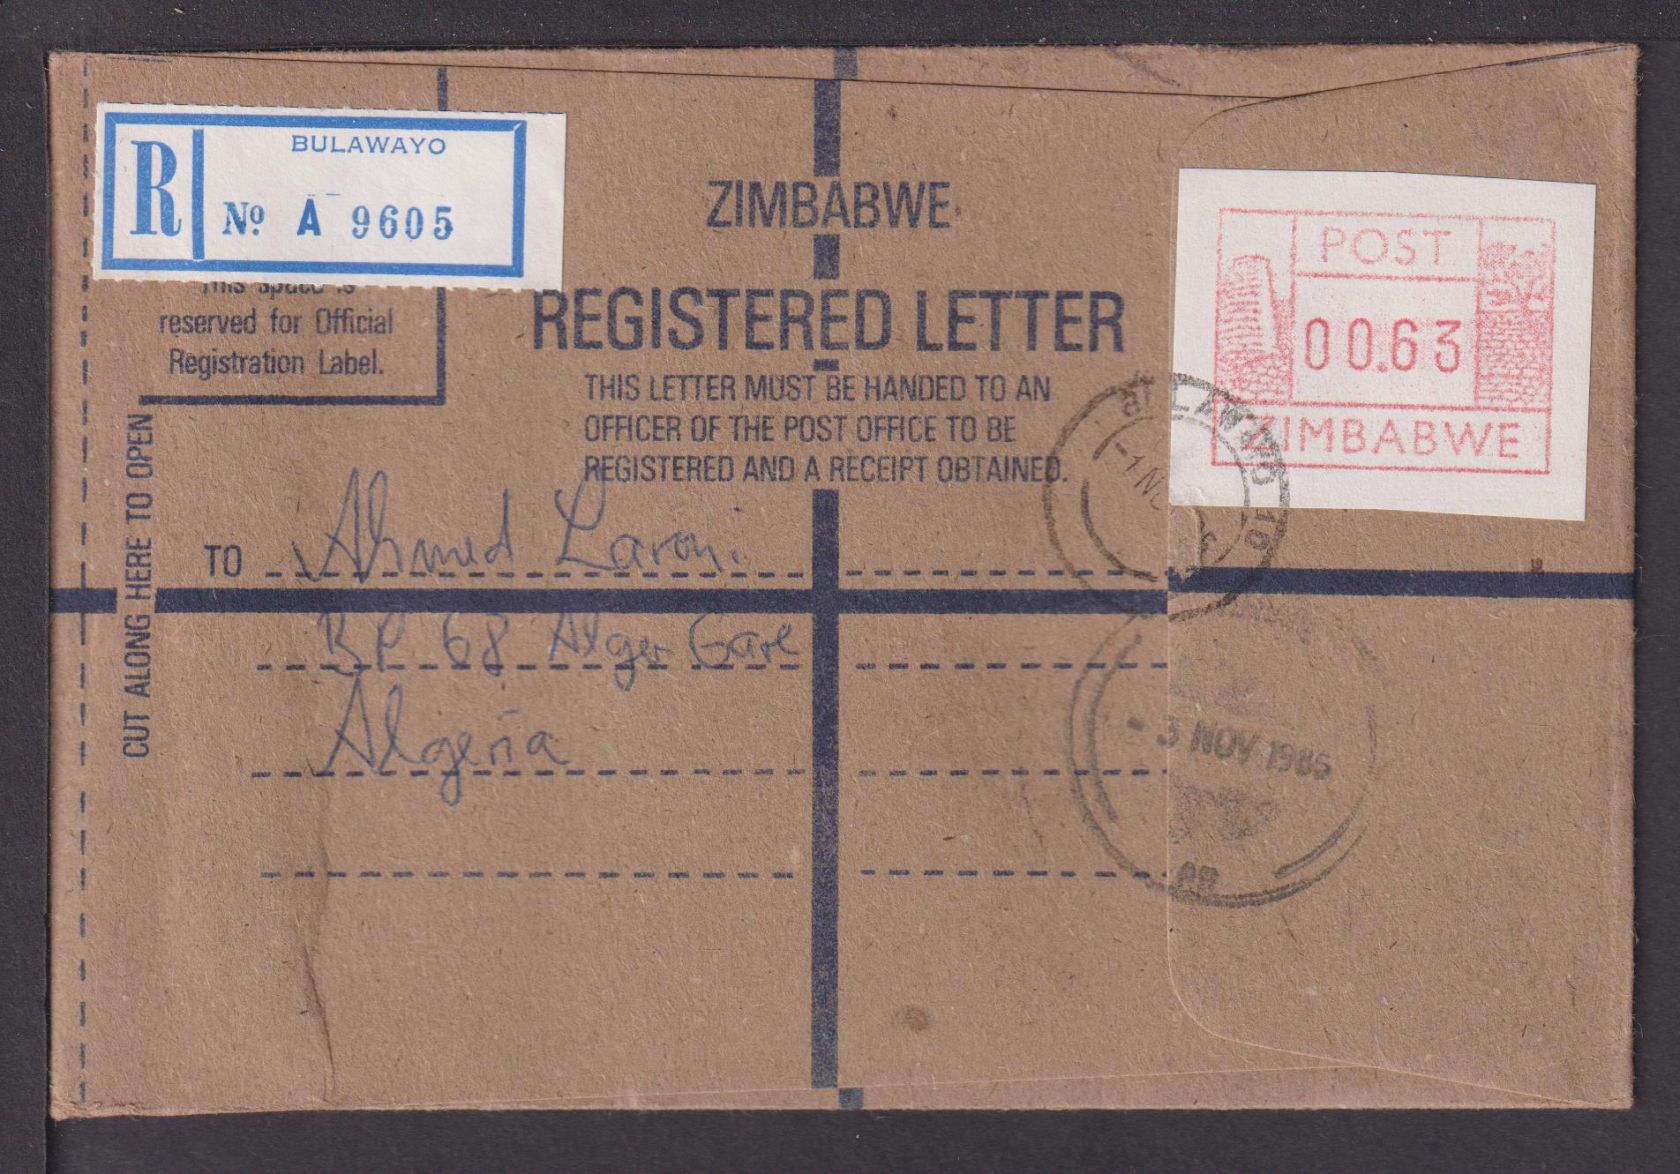 BULAWAYO
R
No A 9605
This space is
reserved for Official
Registration Label.
ZIMBABWE
REGISTERED LETTER
THIS LETTER MUST BE HANDED TO AN
OFFICER OF THE POST OFFICE TO BE
REGISTERED AND A RECEIPT OBTAINED.
POST
00.63
ZIMBABWE
BULAWAYO
CUT ALONG HERE TO OPEN
TO Ahmed
BP 68 Alger Gare
Algeria
-3 NOV 1986